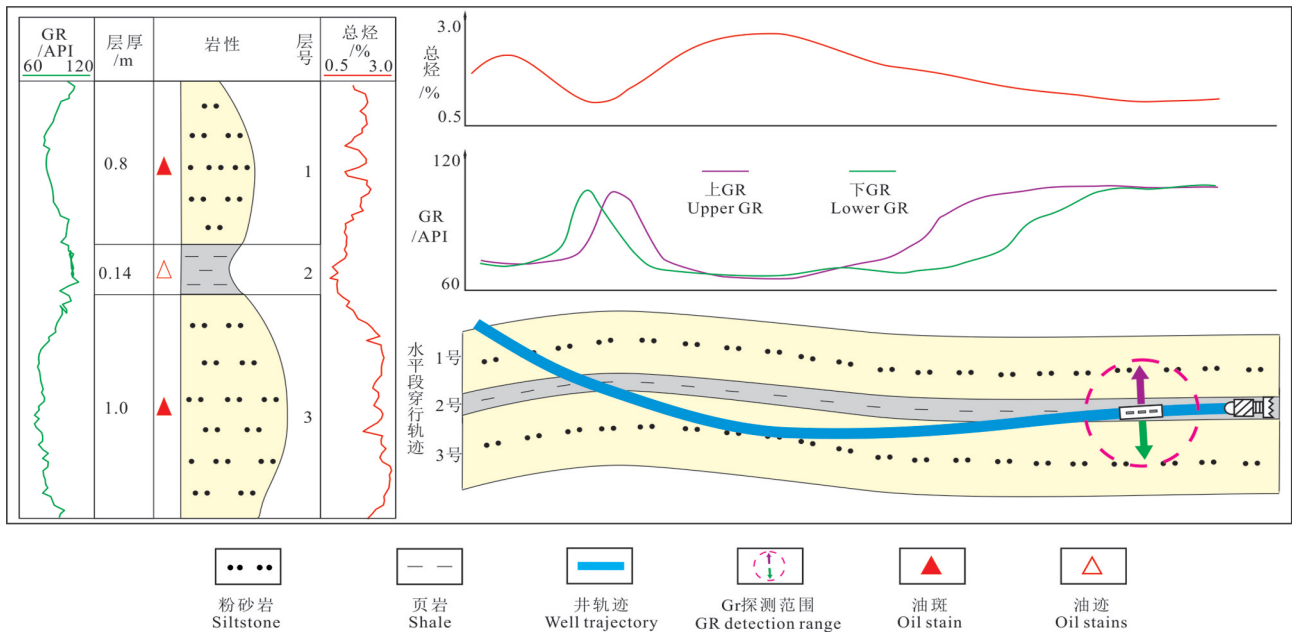 GR
/API
60 120
层厚
/m
岩性
层号
总烃
/%
0.5 3.0
0.8
1
0.14
2
1.0
3
3.0
总烃
/%
0.5
120
GR
/API
60
上GR
Upper GR
下GR
Lower GR
水平段穿行轨迹
1号
2号
3号
粉砂岩
Siltstone
页岩
Shale
井轨迹
Well trajectory
Gr探测范围
GR detection range
油斑
Oil stain
油迹
Oil stains